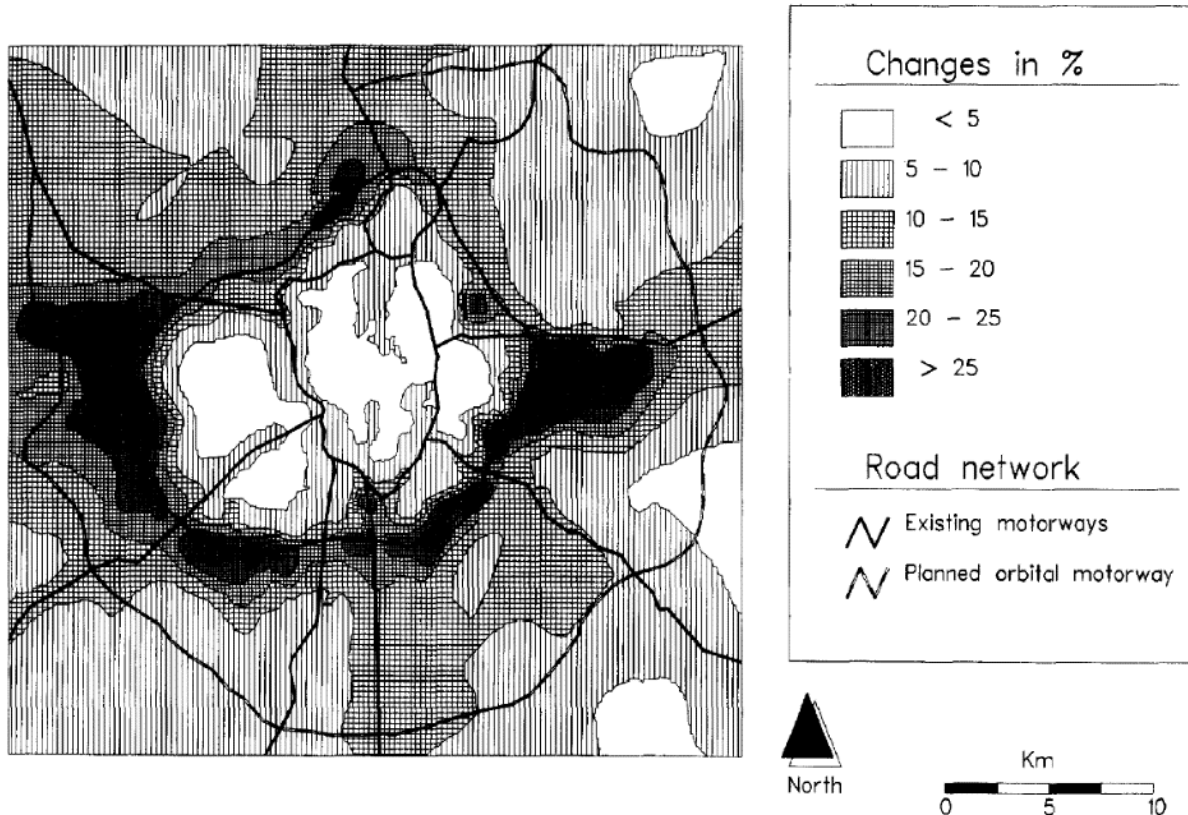 Changes in %
< 5
5 - 10
10 - 15
15 - 20
20 - 25
> 25
Road network
Existing motorways
Planned orbital motorway
North
Km
0 5 10